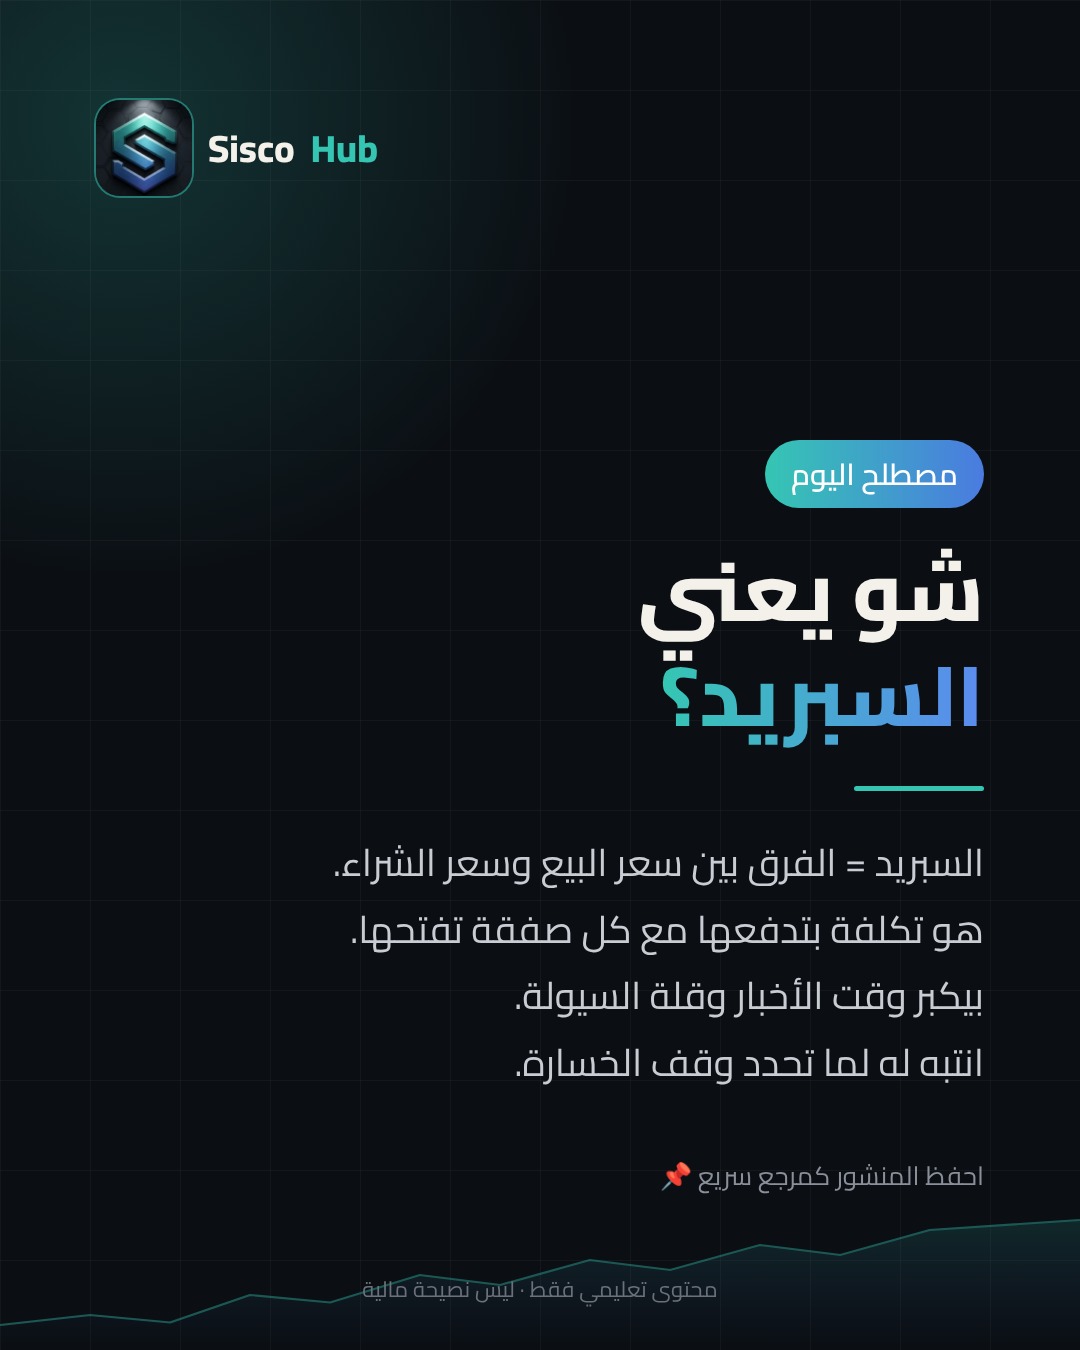 Sisco Hub
مصطلح اليوم
شو يعني
السبريد؟
السبريد = الفرق بين سعر البيع وسعر الشراء.
هو تكلفة بتدفعها مع كل صفقة تفتحها.
بيكبر وقت الأخبار وقلة السيولة.
انتبه له لما تحدد وقف الخسارة.
احفظ المنشور كمرجع سريع 📌
محتوى تعليمي فقط · ليس نصيحة مالية